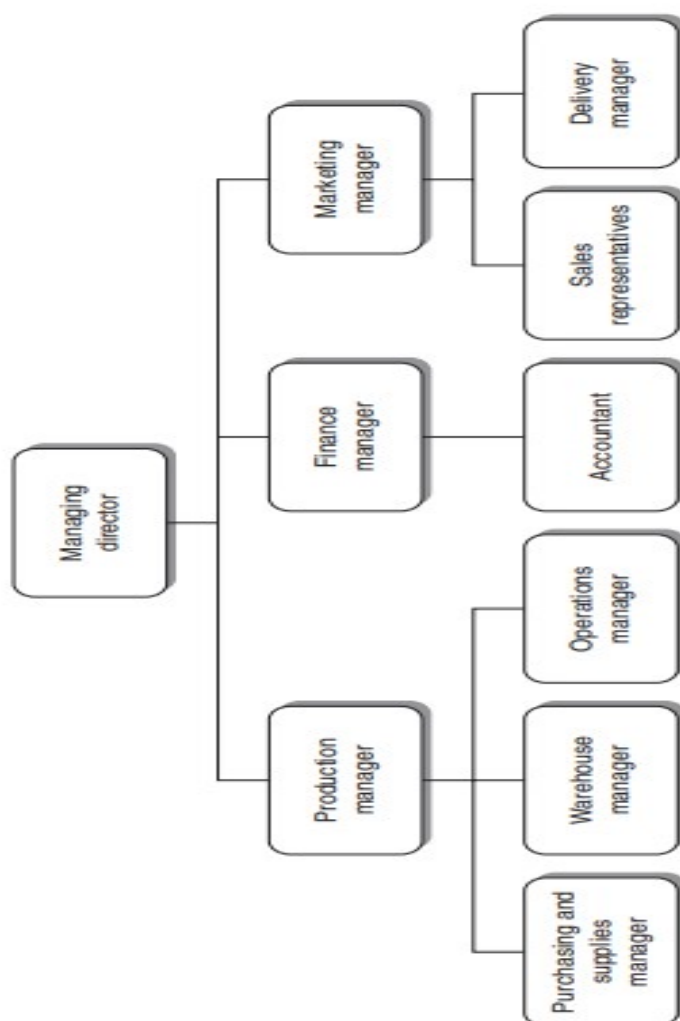 Managing
director
Production
manager
Finance
manager
Marketing
manager
Purchasing and
supplies
manager
Warehouse
manager
Operations
manager
Accountant
Sales
representatives
Delivery
manager